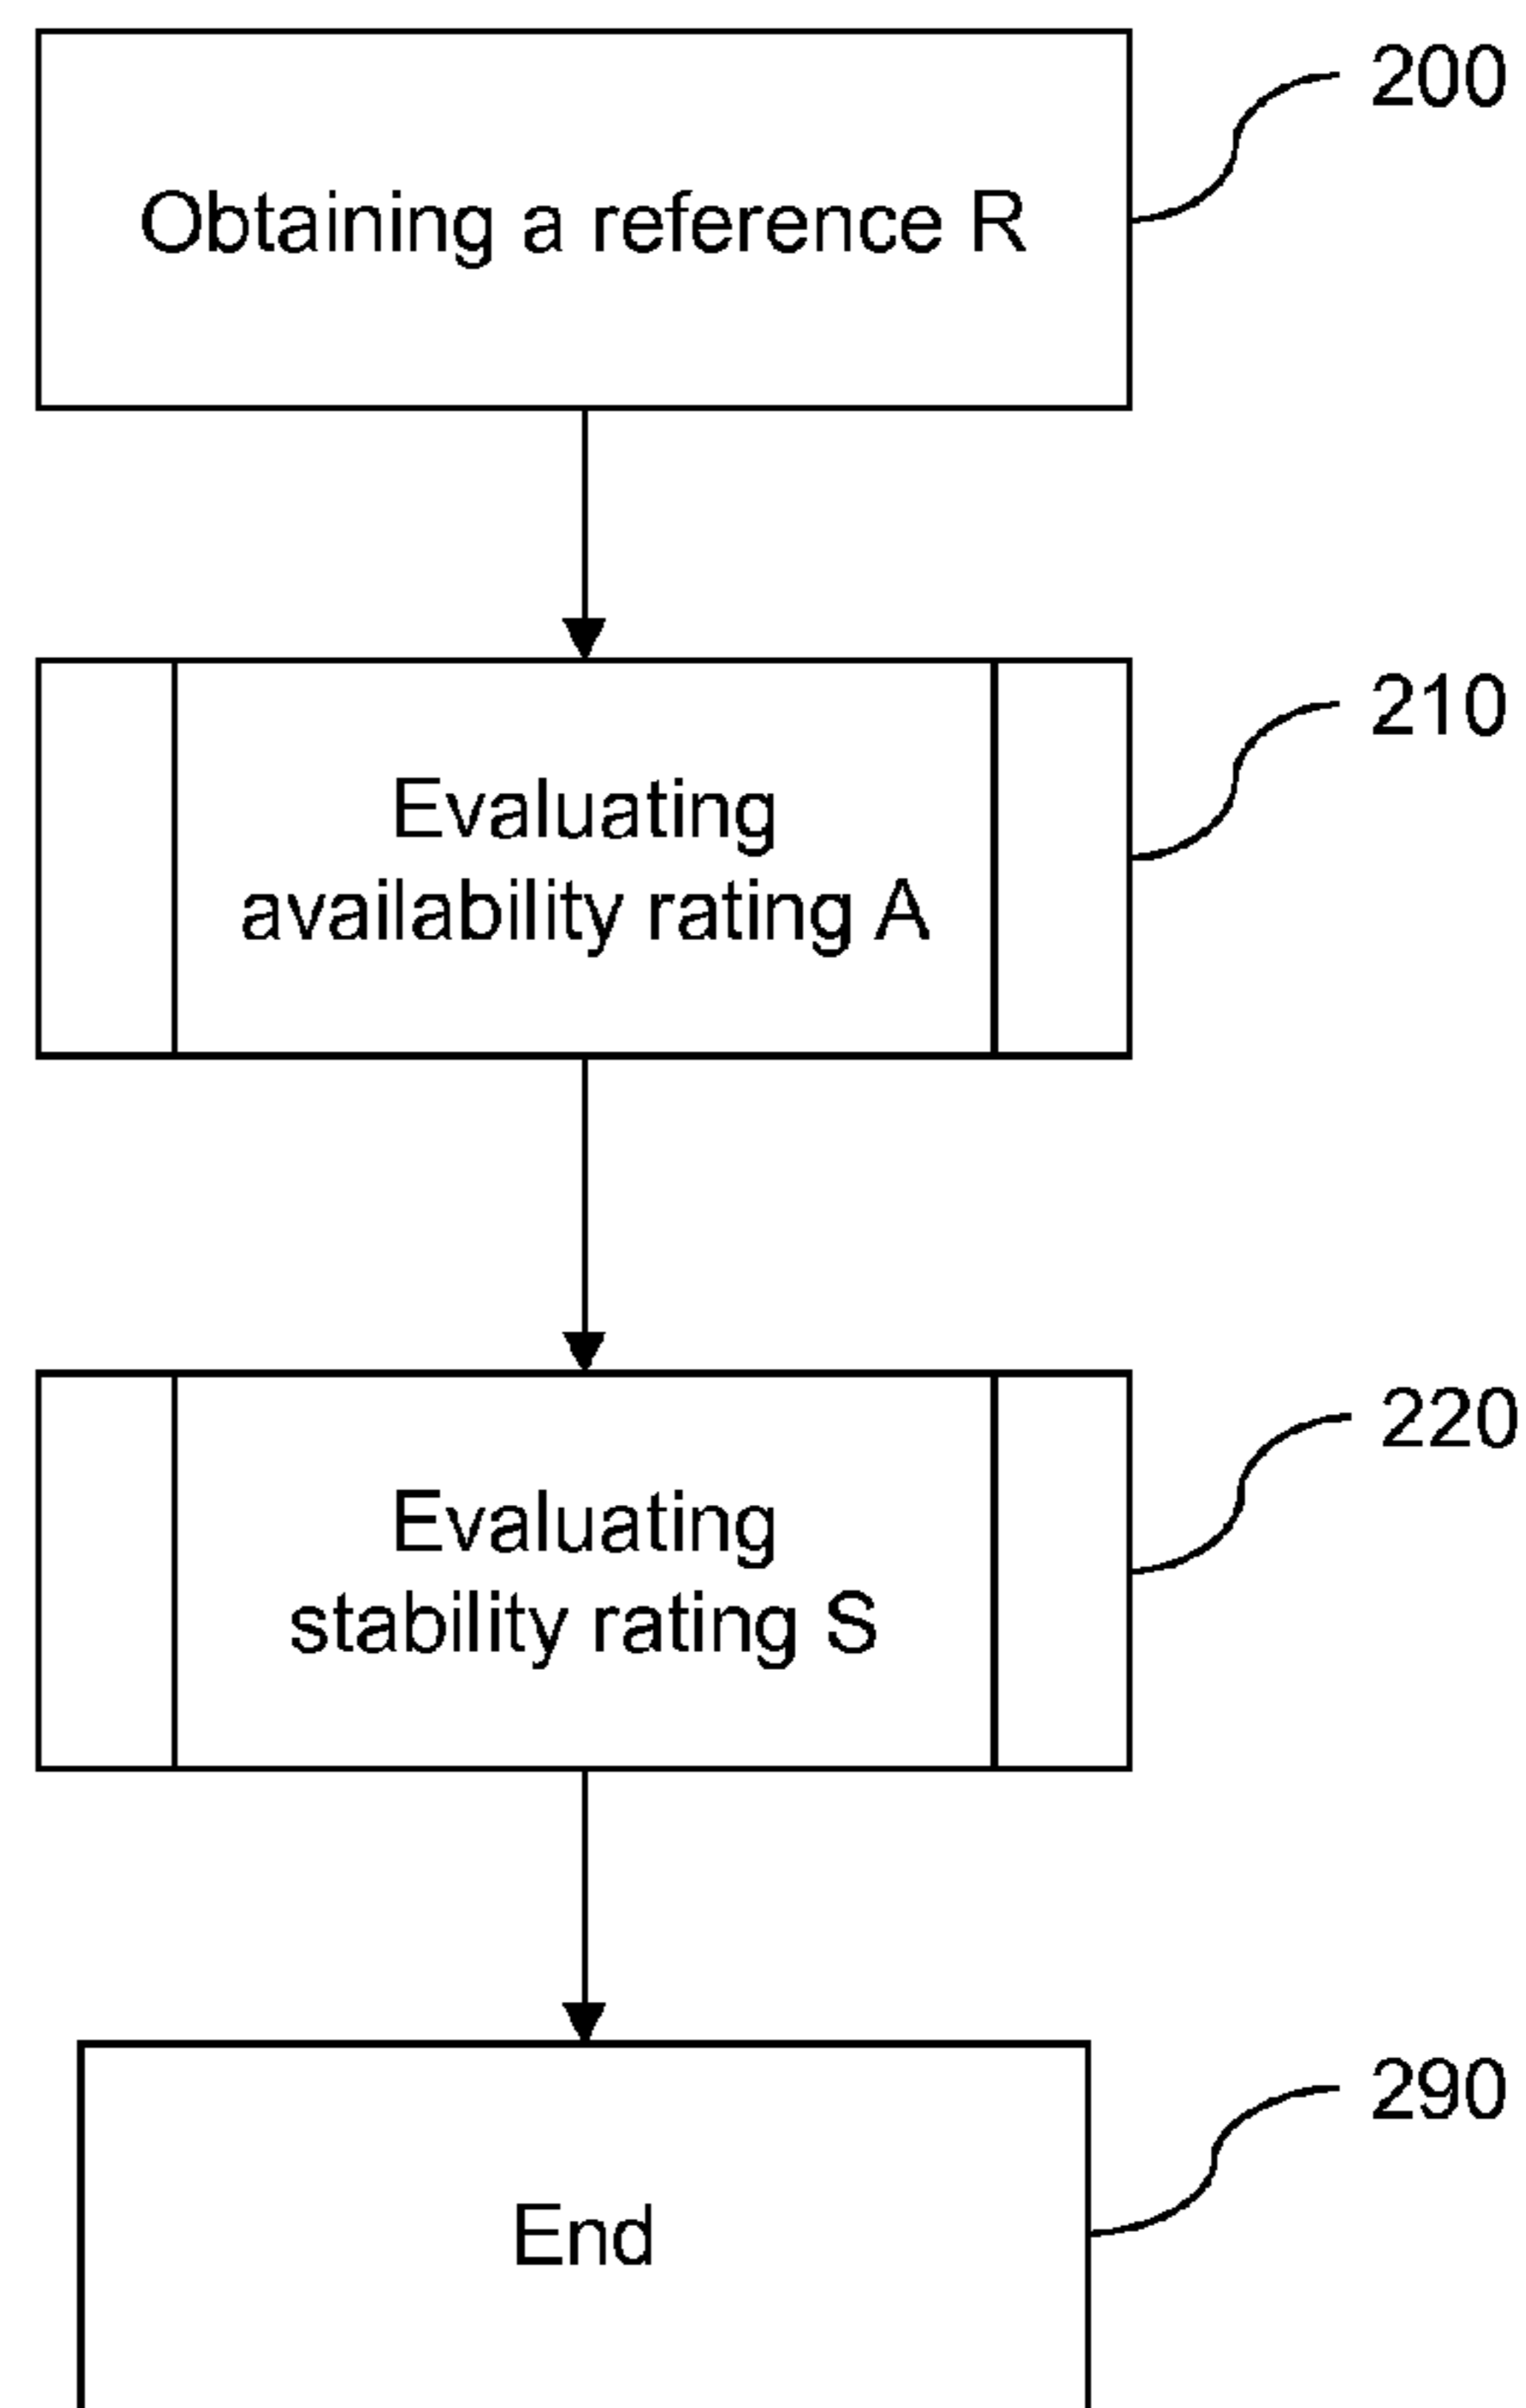 200
Obtaining a reference R
210
Evaluating
availability rating A
220
Evaluating
stability rating S
290
End